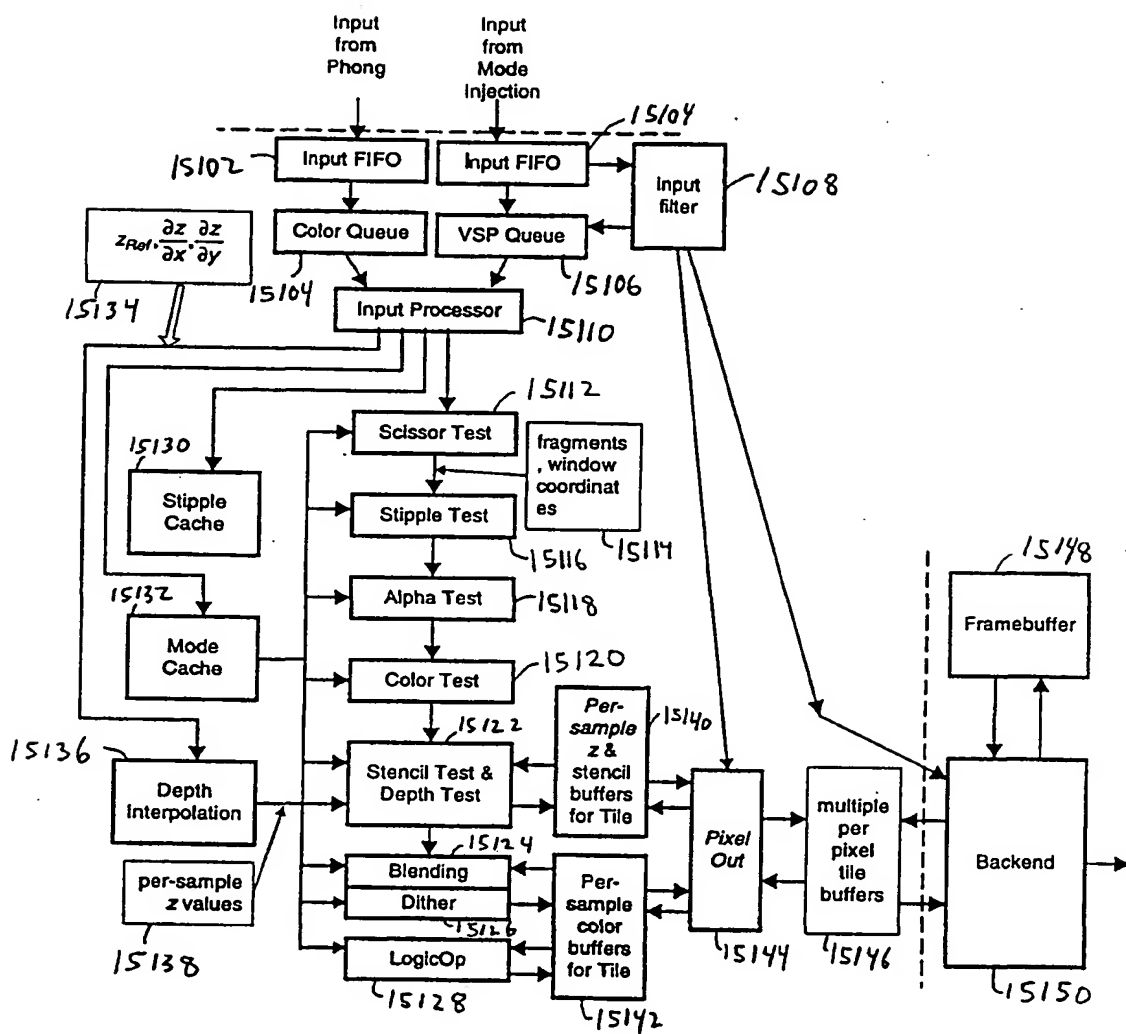 Input
from
Phong
Input
from
Mode
Injection
15104
15102
Input FIFO
Input FIFO
Input
filter
15108
z_Ref, ∂z/∂x, ∂z/∂y
Color Queue
VSP Queue
15134
15104
15106
Input Processor
15110
15112
Scissor Test
fragments
, window
coordinat
es
15114
15130
Stipple
Cache
Stipple Test
15116
Alpha Test
15118
15132
Mode
Cache
15120
Color Test
15148
Framebuffer
15136
Depth
Interpolation
15122
Stencil Test &
Depth Test
Per-
sample
z &
stencil
buffers
for Tile
15140
Pixel
Out
multiple
per
pixel
tile
buffers
Backend
per-sample
z values
15138
15124
Blending
Dither
15126
LogicOp
15128
Per-
sample
color
buffers
for Tile
15142
15144
15146
15150